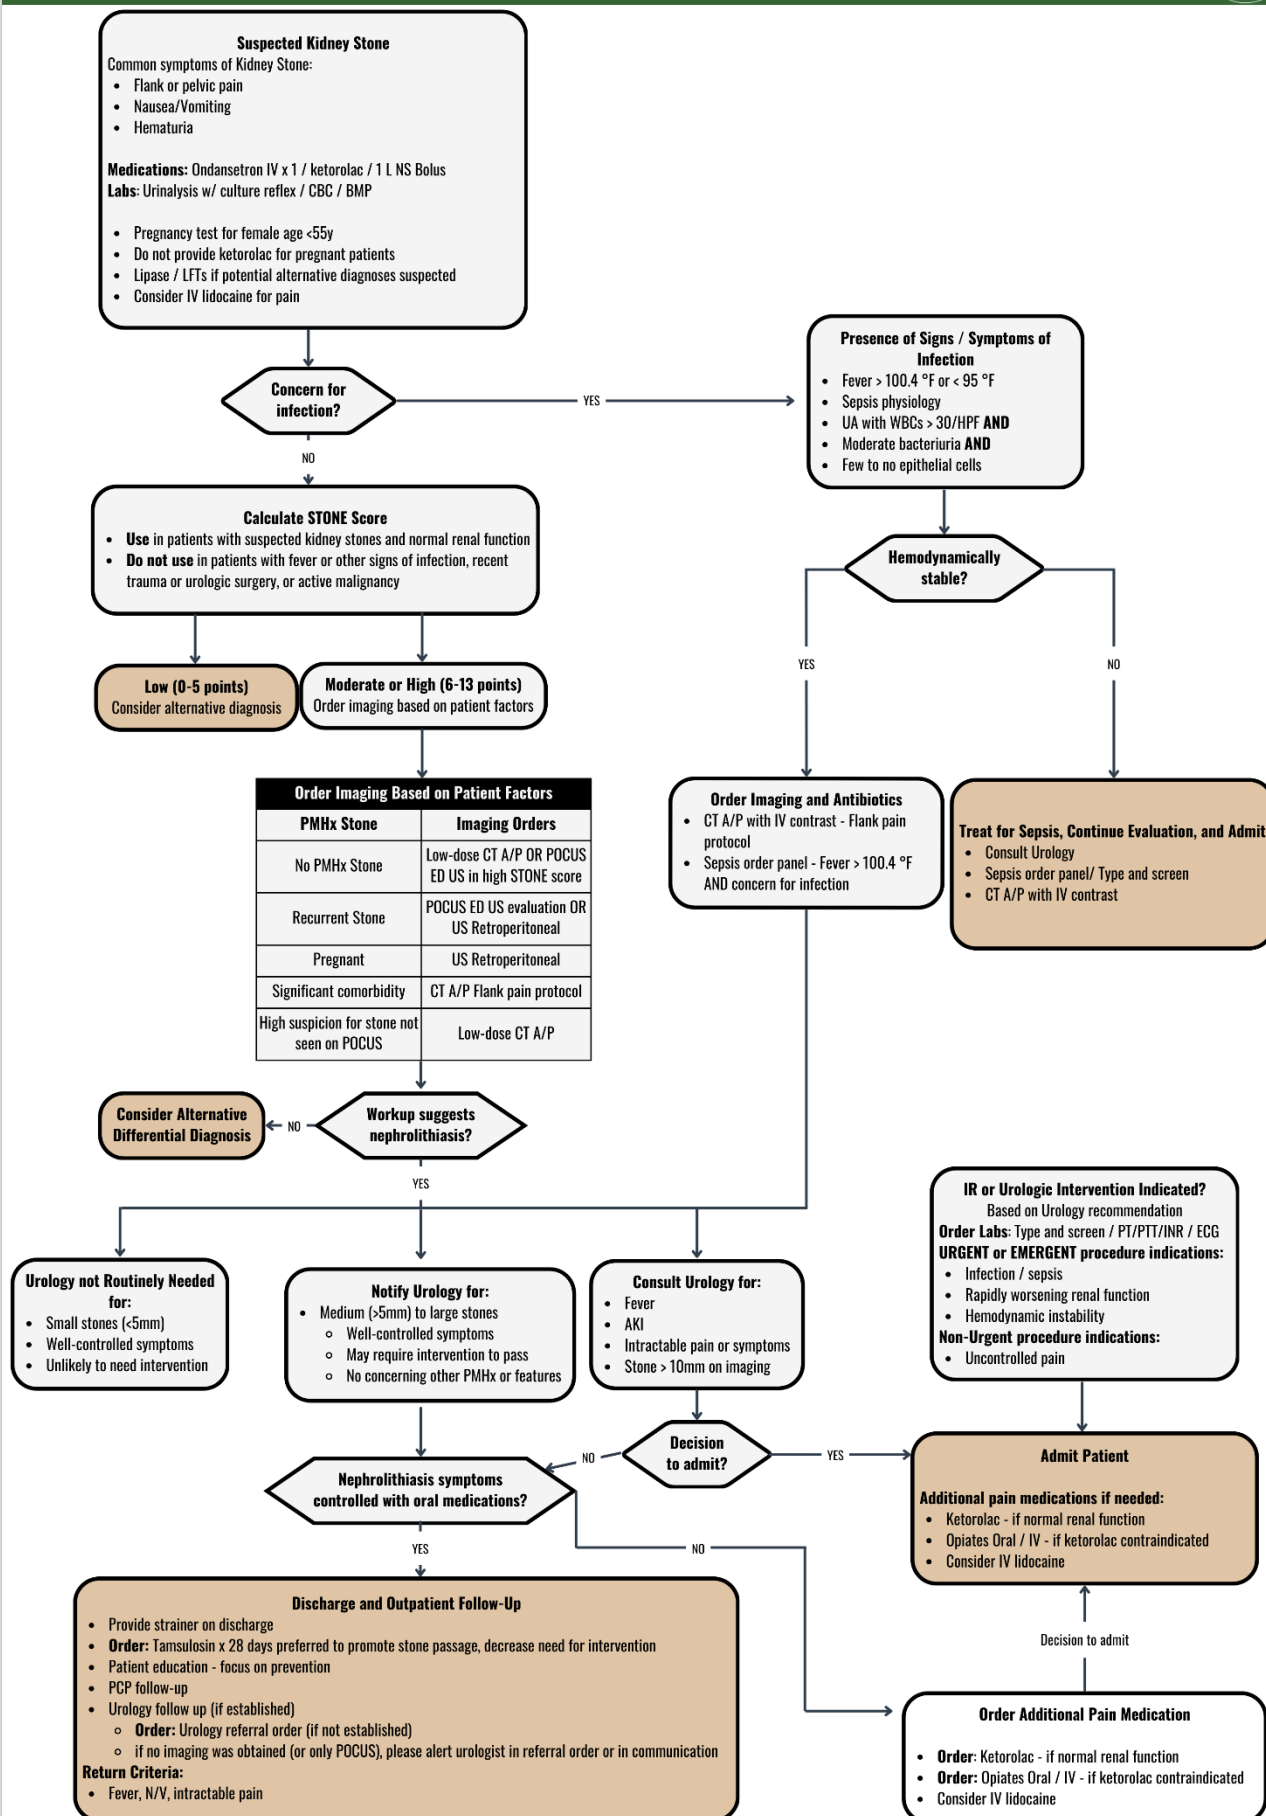 Suspected Kidney Stone
Common symptoms of Kidney Stone:
• Flank or pelvic pain
• Nausea/Vomiting
• Hematuria
Medications: Ondansetron IV x 1 / ketorolac / 1 L NS Bolus
Labs: Urinalysis w/ culture reflex / CBC / BMP
• Pregnancy test for female age <55y
• Do not provide ketorolac for pregnant patients
• Lipase / LFTs if potential alternative diagnoses suspected
• Consider IV lidocaine for pain
Concern for
infection?
YES
NO
Presence of Signs / Symptoms of
Infection
• Fever > 100.4 °F or < 95 °F
• Sepsis physiology
• UA with WBCs > 30/HPF AND
• Moderate bacteriuria AND
• Few to no epithelial cells
Calculate STONE Score
• Use in patients with suspected kidney stones and normal renal function
• Do not use in patients with fever or other signs of infection, recent
trauma or urologic surgery, or active malignancy
Hemodynamically
stable?
YES
NO
Low (0-5 points)
Consider alternative diagnosis
Moderate or High (6-13 points)
Order imaging based on patient factors
Order Imaging Based on Patient Factors
PMHx Stone
Imaging Orders
No PMHx Stone
Low-dose CT A/P OR POCUS
ED US in high STONE score
Recurrent Stone
POCUS ED US evaluation OR
US Retroperitoneal
Pregnant
US Retroperitoneal
Significant comorbidity
CT A/P Flank pain protocol
High suspicion for stone not
seen on POCUS
Low-dose CT A/P
Order Imaging and Antibiotics
• CT A/P with IV contrast - Flank pain
protocol
• Sepsis order panel - Fever > 100.4 °F
AND concern for infection
Treat for Sepsis, Continue Evaluation, and Admit
• Consult Urology
• Sepsis order panel/ Type and screen
• CT A/P with IV contrast
Workup suggests
nephrolithiasis?
NO
Consider Alternative
Differential Diagnosis
YES
Urology not Routinely Needed
for:
• Small stones (<5mm)
• Well-controlled symptoms
• Unlikely to need intervention
Notify Urology for:
• Medium (>5mm) to large stones
○ Well-controlled symptoms
○ May require intervention to pass
○ No concerning other PMHx or features
Consult Urology for:
• Fever
• AKI
• Intractable pain or symptoms
• Stone > 10mm on imaging
IR or Urologic Intervention Indicated?
Based on Urology recommendation
Order Labs: Type and screen / PT/PTT/INR / ECG
URGENT or EMERGENT procedure indications:
• Infection / sepsis
• Rapidly worsening renal function
• Hemodynamic instability
Non-Urgent procedure indications:
• Uncontrolled pain
Decision
to admit?
NO
YES
Nephrolithiasis symptoms
controlled with oral medications?
YES
NO
Admit Patient
Additional pain medications if needed:
• Ketorolac - if normal renal function
• Opiates Oral / IV - if ketorolac contraindicated
• Consider IV lidocaine
Decision to admit
Discharge and Outpatient Follow-Up
• Provide strainer on discharge
• Order: Tamsulosin x 28 days preferred to promote stone passage, decrease need for intervention
• Patient education - focus on prevention
• PCP follow-up
• Urology follow up (if established)
○ Order: Urology referral order (if not established)
○ if no imaging was obtained (or only POCUS), please alert urologist in referral order or in communication
Return Criteria:
• Fever, N/V, intractable pain
Order Additional Pain Medication
• Order: Ketorolac - if normal renal function
• Order: Opiates Oral / IV - if ketorolac contraindicated
• Consider IV lidocaine